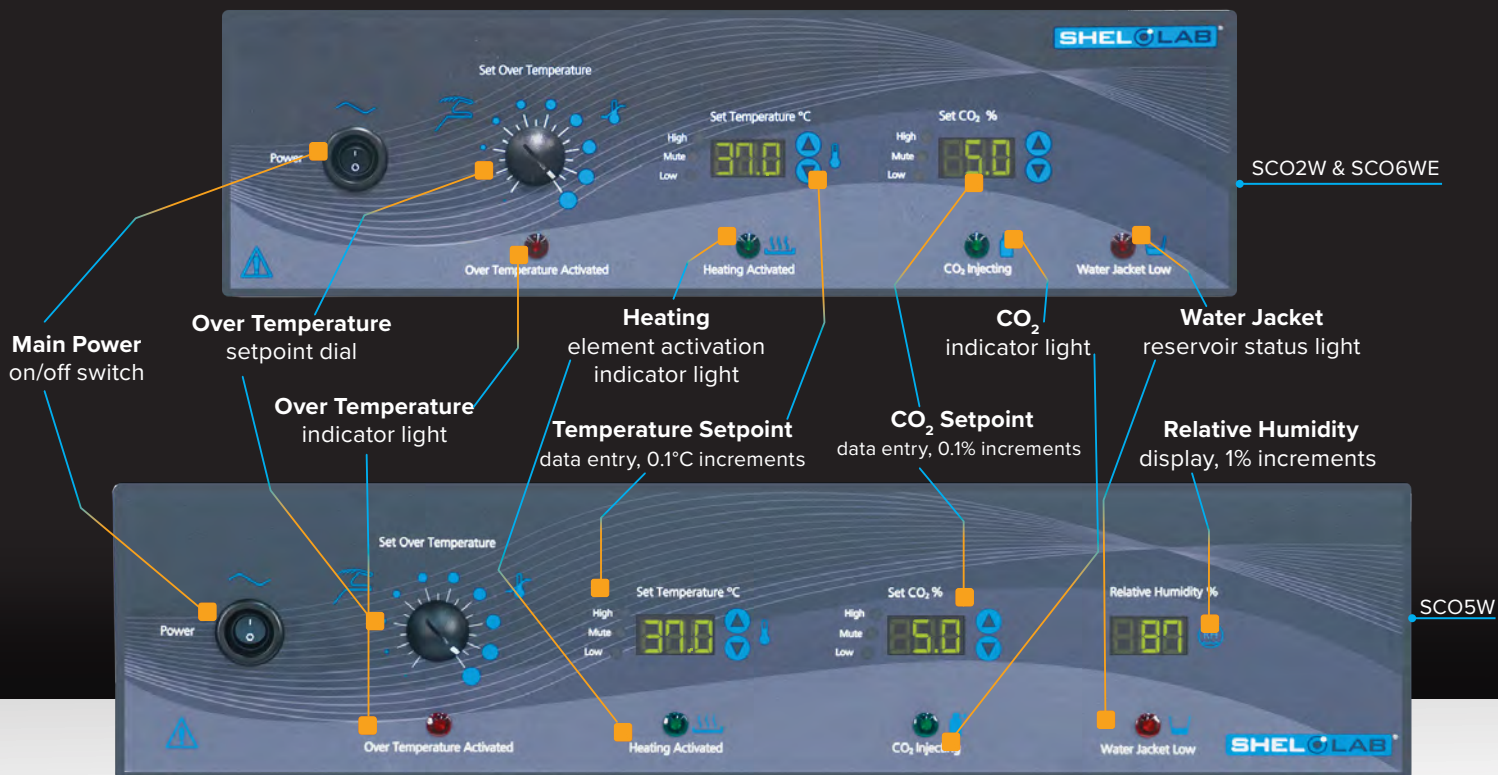 SHEL LAB®
Set Over Temperature
Set Temperature °C
Set CO₂ %
Power
High
Mute
Low
37.0
High
Mute
Low
5.0
SCO2W & SCO6WE
Over Temperature Activated
Heating Activated
CO₂ Injecting
Water Jacket Low
Main Power
on/off switch
Over Temperature
setpoint dial
Over Temperature
indicator light
Heating
element activation
indicator light
Temperature Setpoint
data entry, 0.1°C increments
CO₂
indicator light
CO₂ Setpoint
data entry, 0.1% increments
Water Jacket
reservoir status light
Relative Humidity
display, 1% increments
Set Over Temperature
Set Temperature °C
Set CO₂ %
Relative Humidity %
Power
High
Mute
Low
37.0
High
Mute
Low
5.0
87
SCO5W
Over Temperature Activated
Heating Activated
CO₂ Injecting
Water Jacket Low
SHEL LAB®